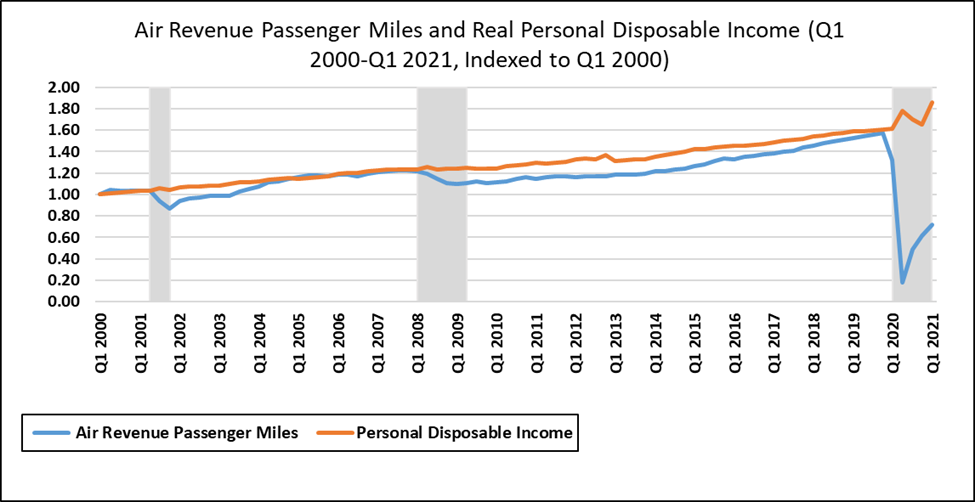 Air Revenue Passenger Miles and Real Personal Disposable Income (Q1
2000-Q1 2021, Indexed to Q1 2000)
2.00
1.80
1.60
1.40
1.20
1.00
0.80
0.60
0.40
0.20
0.00
Q1 2000
Q1 2001
Q1 2002
Q1 2003
Q1 2004
Q1 2005
Q1 2006
Q1 2007
Q1 2008
Q1 2009
Q1 2010
Q1 2011
Q1 2012
Q1 2013
Q1 2014
Q1 2015
Q1 2016
Q1 2017
Q1 2018
Q1 2019
Q1 2020
Q1 2021
Air Revenue Passenger Miles
Personal Disposable Income